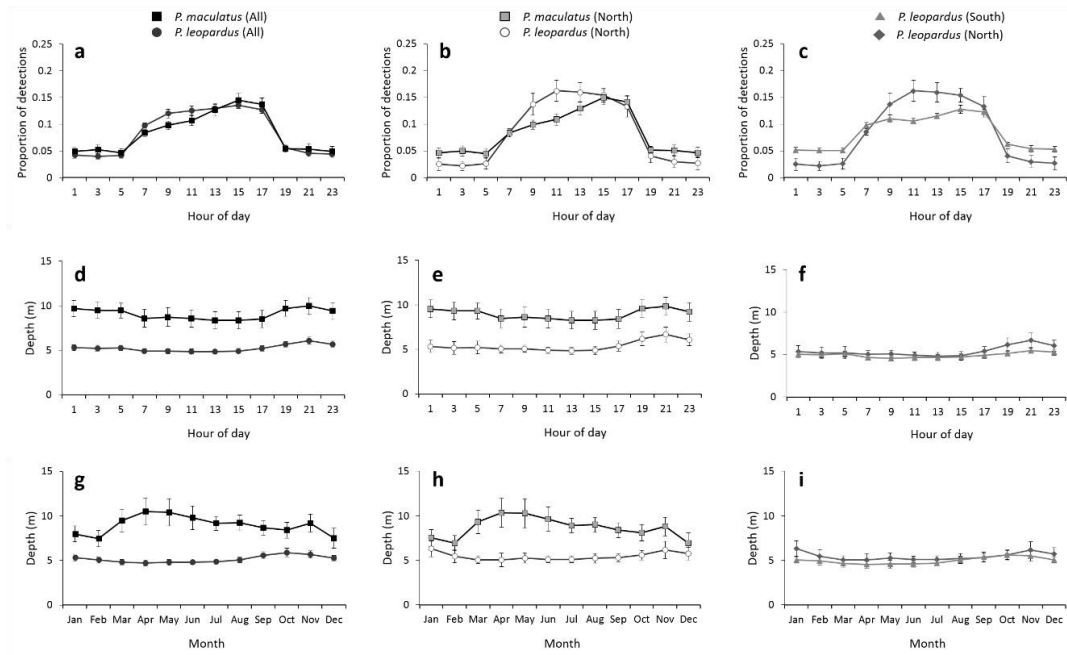 P. maculatus (All)
P. leopardus (All)
P. maculatus (North)
P. leopardus (North)
P. leopardus (South)
P. leopardus (North)
a
Proportion of detections
0.25
0.2
0.15
0.1
0.05
0
1 3 5 7 9 11 13 15 17 19 21 23
Hour of day
b
Proportion of detections
0.25
0.2
0.15
0.1
0.05
0
1 3 5 7 9 11 13 15 17 19 21 23
Hour of day
c
Proportion of detections
0.25
0.2
0.15
0.1
0.05
0
1 3 5 7 9 11 13 15 17 19 21 23
Hour of day
d
Depth (m)
15
10
5
0
1 3 5 7 9 11 13 15 17 19 21 23
Hour of day
e
Depth (m)
15
10
5
0
1 3 5 7 9 11 13 15 17 19 21 23
Hour of day
f
Depth (m)
15
10
5
0
1 3 5 7 9 11 13 15 17 19 21 23
Hour of day
g
Depth (m)
15
10
5
0
Jan Feb Mar Apr May Jun Jul Aug Sep Oct Nov Dec
Month
h
Depth (m)
15
10
5
0
Jan Feb Mar Apr May Jun Jul Aug Sep Oct Nov Dec
Month
i
Depth (m)
15
10
5
0
Jan Feb Mar Apr May Jun Jul Aug Sep Oct Nov Dec
Month